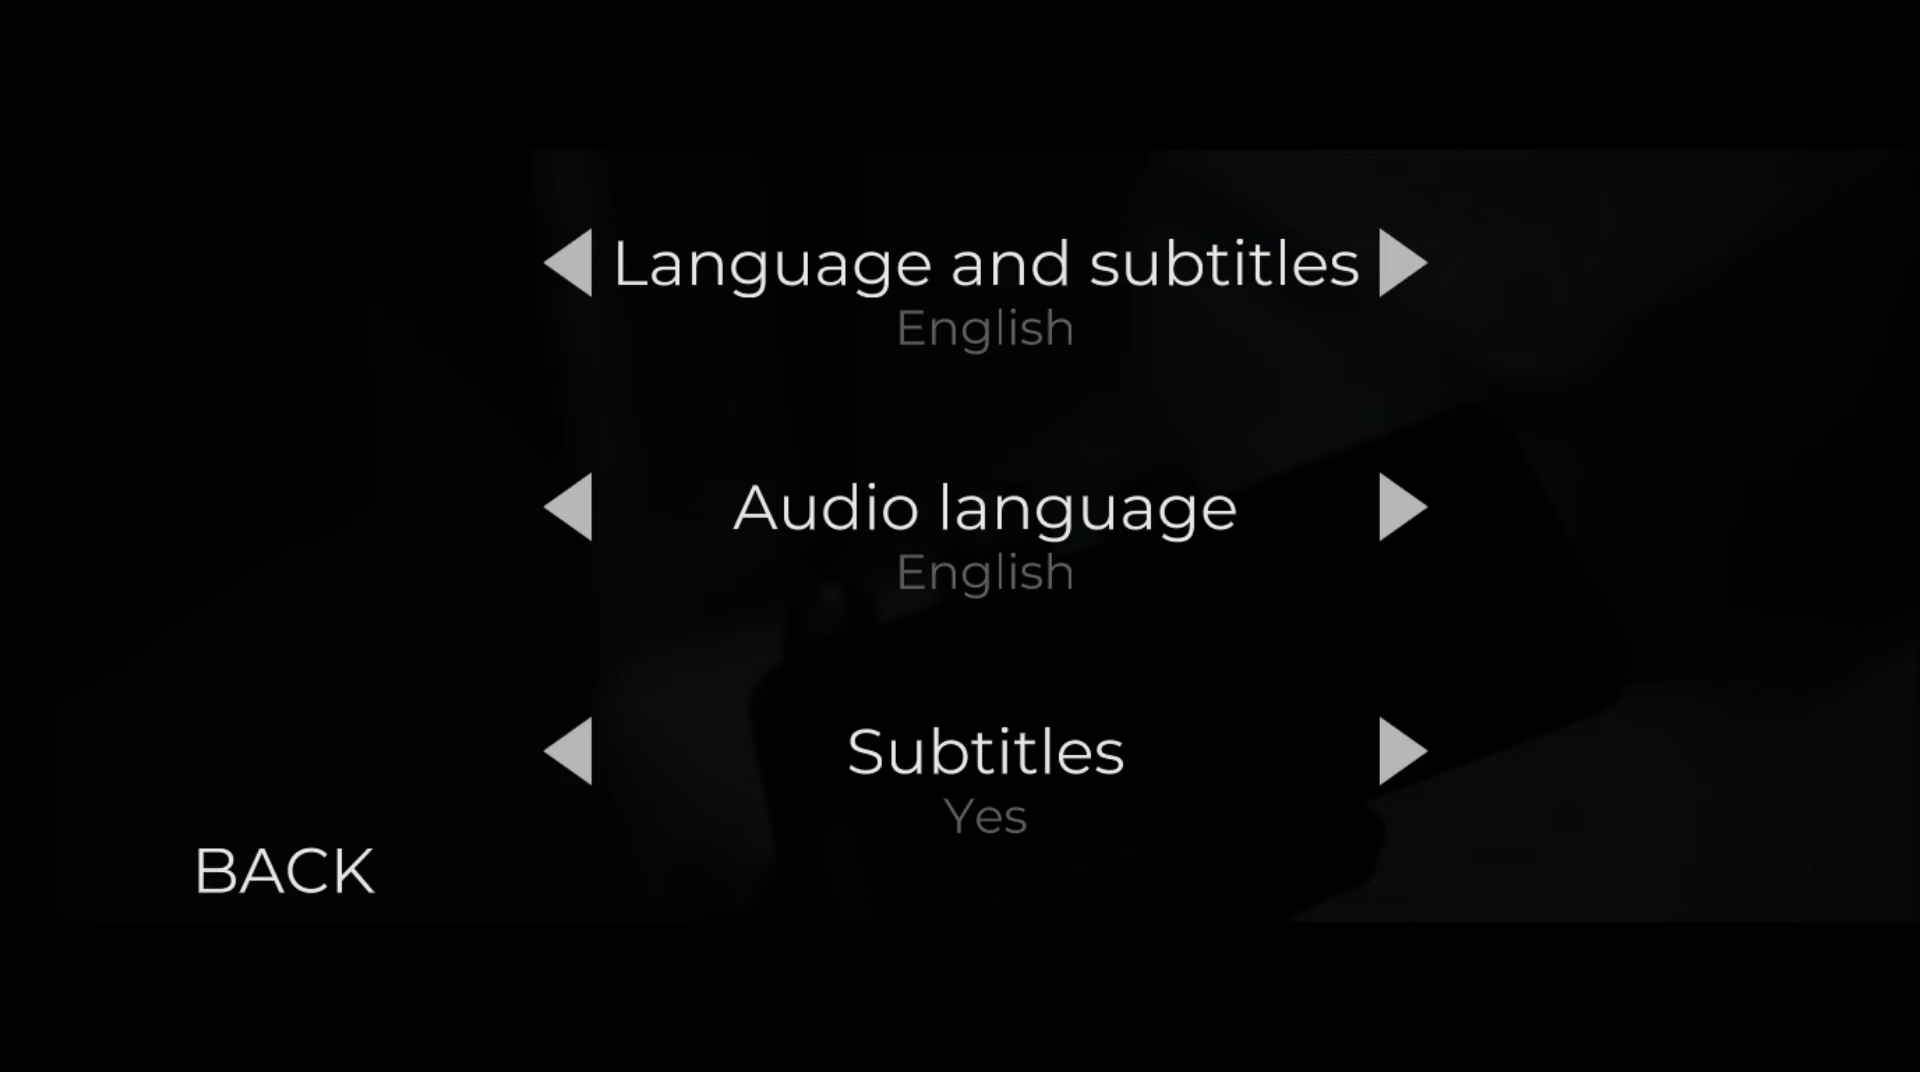 Language and subtitles
English
Audio language
English
Subtitles
Yes
BACK